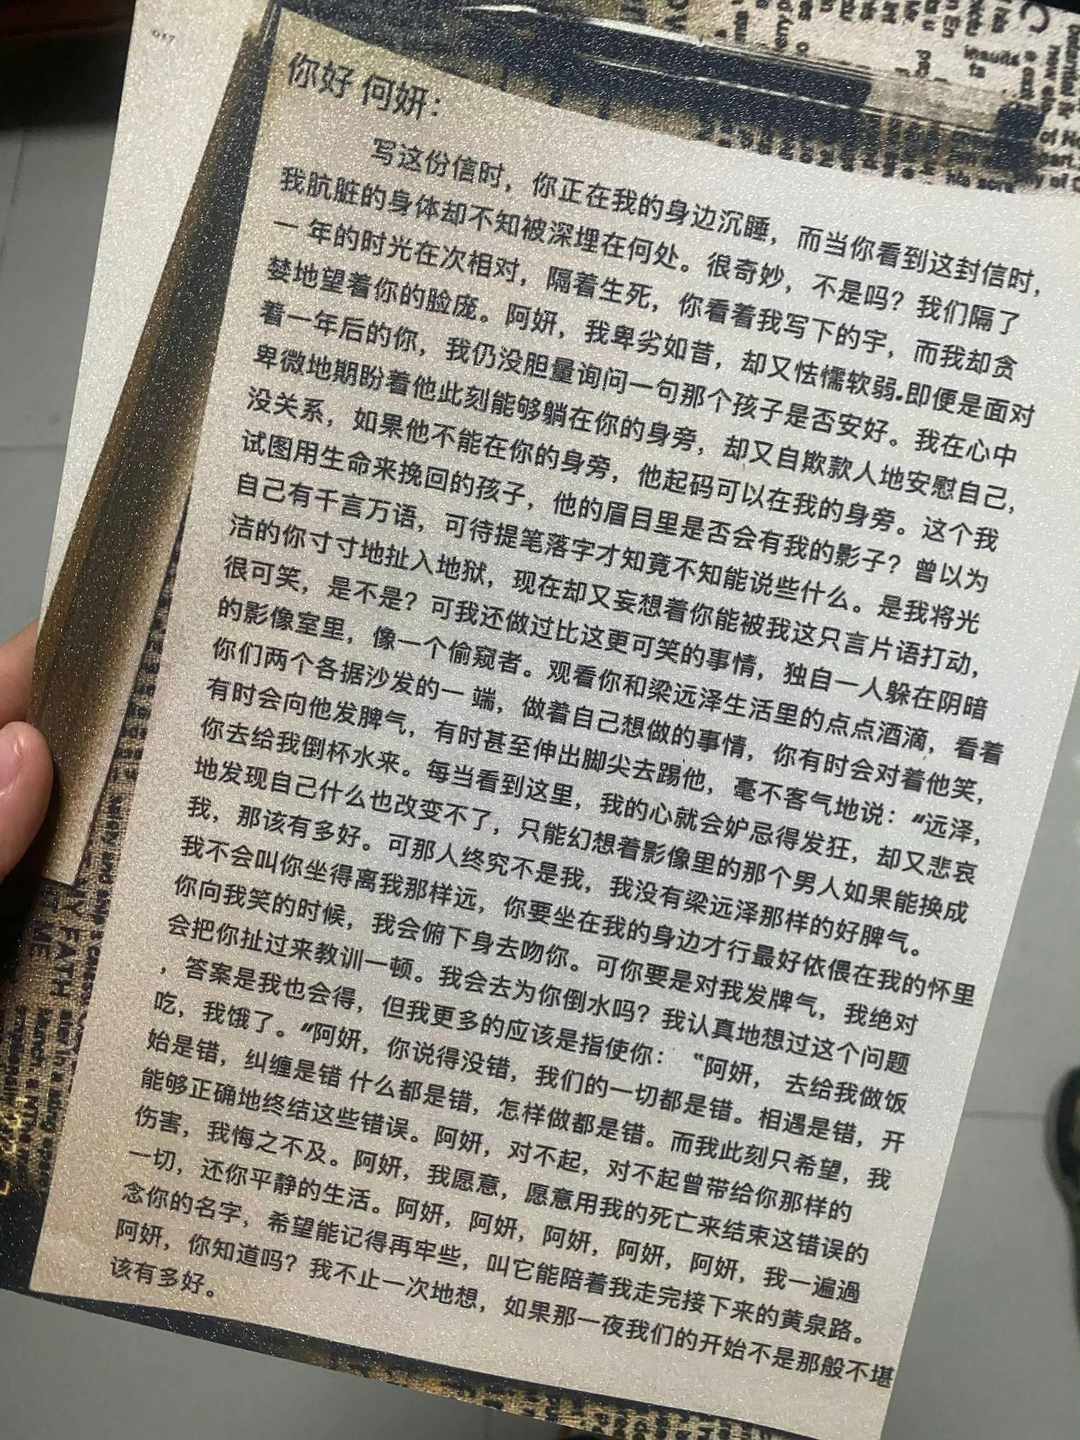 017
你好 何妍：
写这份信时，你正在我的身边沉睡，而当你看到这封信时，
我肮脏的身体却不知被深埋在何处。很奇妙，不是吗？我们隔了
一 年的时光在次相对，隔着生死，你看着我写下的字，而我却贪
婪地望着你的脸庞。阿妍，我卑劣如昔，却又怯懦软弱.即便是面对
着一年后的你，我仍没胆量询问一句那个孩子是否安好。我在心中
卑微地期盼着他此刻能够躺在你的身旁，却又自欺款人地安慰自己，
没关系，如果他不能在你的身旁，他起码可以在我的身旁。这个我
试图用生命来挽回的孩子，他的眉目里是否会有我的影子？曾以为
自己有千言万语，可待提笔落字才知竟不知能说些什么。是我将光
洁的你寸寸地扯入地狱，现在却又妄想着你能被我这只言片语打动，
很可笑，是不是？可我还做过比这更可笑的事情，独自一人躲在阴暗
的影像室里，像一个偷窥者。观看你和梁远泽生活里的点点酒滴，看着
你们两个各据沙发的一 端，做着自己想做的事情，你有时会对着他笑，
有时会向他发脾气，有时甚至伸出脚尖去踢他，毫不客气地说：“远泽，
你去给我倒杯水来。每当看到这里，我的心就会妒忌得发狂，却又悲哀
地发现自己什么也改变不了，只能幻想着影像里的那个男人如果能换成
我，那该有多好。可那人终究不是我，我没有梁远泽那样的好脾气。
我不会叫你坐得离我那样远，你要坐在我的身边才行最好依偎在我的怀里
你向我笑的时候，我会俯下身去吻你。可你要是对我发牌气，我绝对
会把你扯过来教训一顿。我会去为你倒水吗？我认真地想过这个问题
，答案是我也会得，但我更多的应该是指使你：“阿妍， 去给我做饭
吃，我饿了。”阿妍，你说得没错，我们的一切都是错。相遇是错，开
始是错，纠缠是错 什么都是错，怎样做都是错。而我此刻只希望，我
能够正确地终结这些错误。阿妍，对不起，对不起曾带给你那样的
伤害，我悔之不及。阿妍，我愿意，愿意用我的死亡来结束这错误的
一切，还你平静的生活。阿妍，阿妍，阿妍，阿妍，阿妍，我一遍過
念你的名字，希望能记得再牢些，叫它能陪着我走完接下来的黄泉路。
阿妍，你知道吗？我不止一次地想，如果那一夜我们的开始不是那般不堪
该有多好。